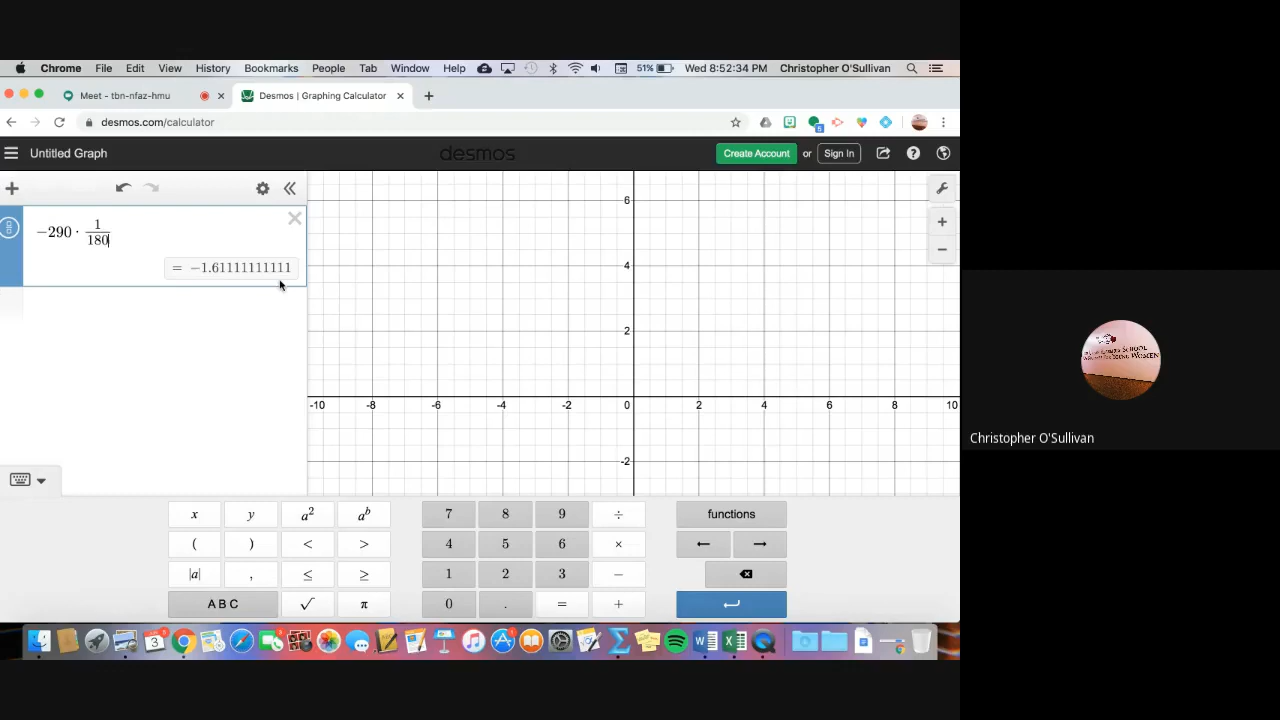 Chrome File Edit View History Bookmarks People Tab Window Help 51% Wed 8:52:34 PM Christopher O'Sullivan
Meet - tbn-nfaz-hmu
Desmos | Graphing Calculator
desmos.com/calculator
Untitled Graph
desmos
Create Account or Sign In
−290 · 1/180
= −1.61111111111
6
4
2
-10 -8 -6 -4 -2 0 2 4 6 8 10
-2
x y a² aᵇ 7 8 9 ÷ functions
( ) < > 4 5 6 × ← →
|a| , ≤ ≥ 1 2 3 −
A B C √ π 0 . = +
Christopher O'Sullivan